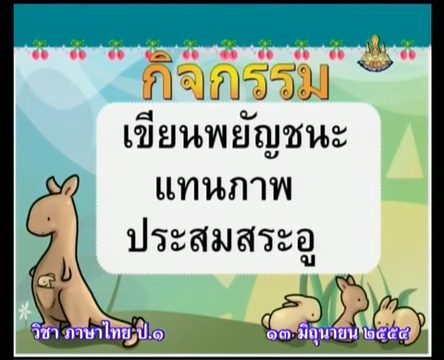 กิจกรรม
เขียนพยัญชนะ
แทนภาพ
ประสมสระอู
วิชา ภาษาไทย ป.๑
๑๓ มิถุนายน ๒๕๕๔